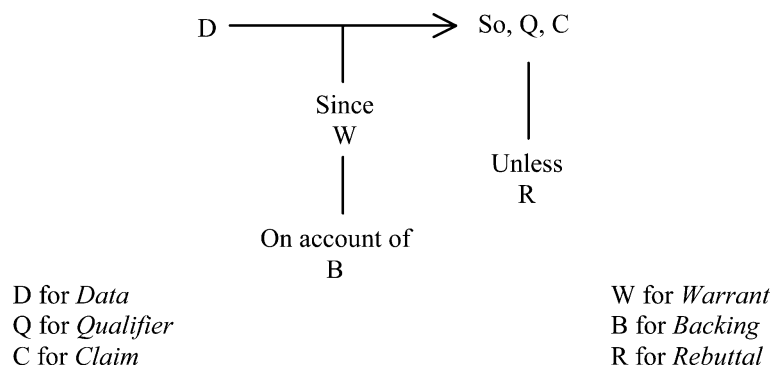 D
So, Q, C
Since
W
Unless
R
On account of
B
D for Data
Q for Qualifier
C for Claim
W for Warrant
B for Backing
R for Rebuttal